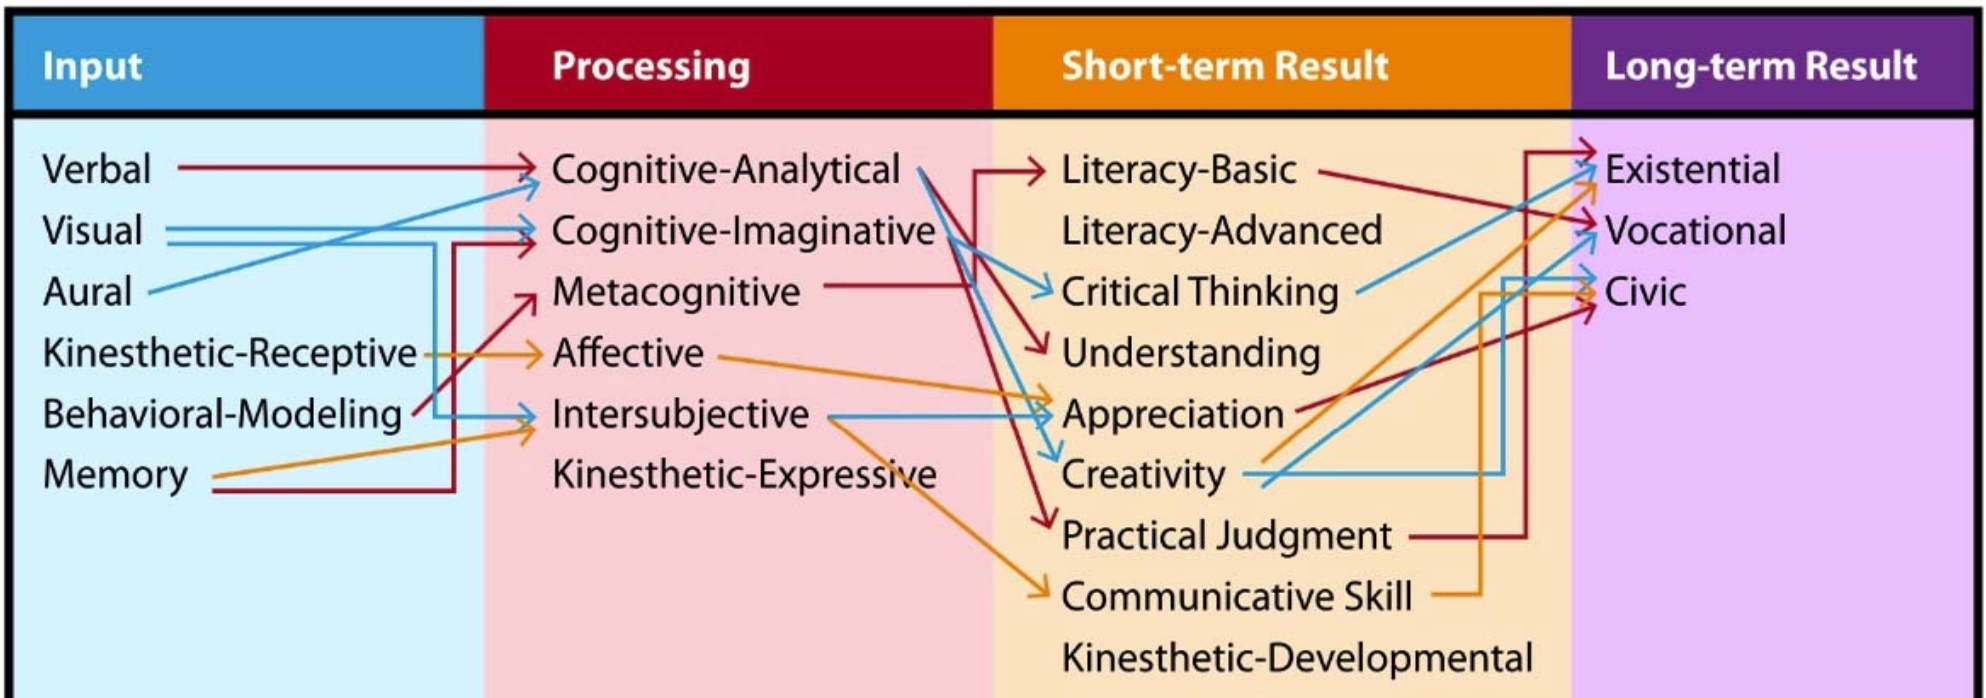 Input
Processing
Short-term Result
Long-term Result
Verbal
Visual
Aural
Kinesthetic-Receptive
Behavioral-Modeling
Memory
Cognitive-Analytical
Cognitive-Imaginative
Metacognitive
Affective
Intersubjective
Kinesthetic-Expressive
Literacy-Basic
Literacy-Advanced
Critical Thinking
Understanding
Appreciation
Creativity
Practical Judgment
Communicative Skill
Kinesthetic-Developmental
Existential
Vocational
Civic